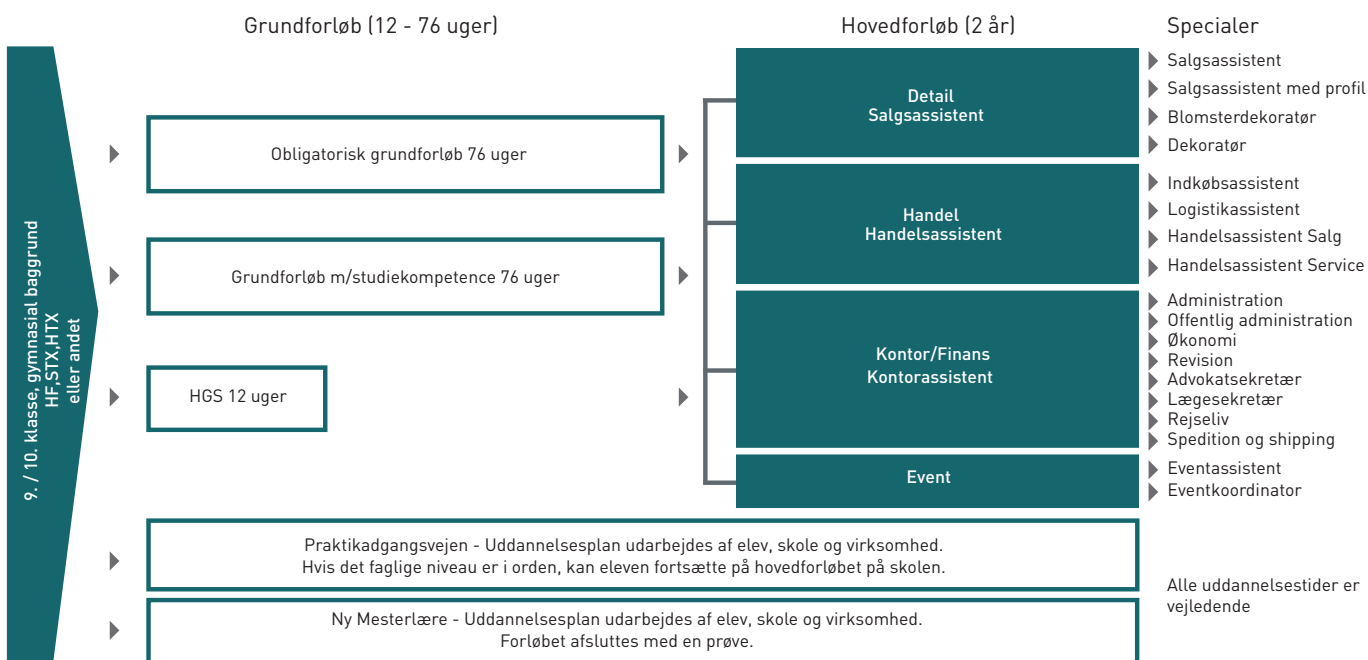 Grundforløb (12 - 76 uger)
Hovedforløb (2 år)
Specialer
9. / 10. klasse, gymnasial baggrund
HF,STX,HTX
eller andet
Obligatorisk grundforløb 76 uger
Grundforløb m/studiekompetence 76 uger
HGS 12 uger
Detail
Salgsassistent
Salgsassistent
Salgsassistent med profil
Blomsterdekoratør
Dekoratør
Handel
Handelsassistent
Indkøbsassistent
Logistikassistent
Handelsassistent Salg
Handelsassistent Service
Kontor/Finans
Kontorassistent
Administration
Offentlig administration
Økonomi
Revision
Advokatsekretær
Lægesekretær
Rejseliv
Spedition og shipping
Event
Eventassistent
Eventkoordinator
Praktikadgangsvejen - Uddannelsesplan udarbejdes af elev, skole og virksomhed.
Hvis det faglige niveau er i orden, kan eleven fortsætte på hovedforløbet på skolen.
Ny Mesterlære - Uddannelsesplan udarbejdes af elev, skole og virksomhed.
Forløbet afsluttes med en prøve.
Alle uddannelsestider er
vejledende